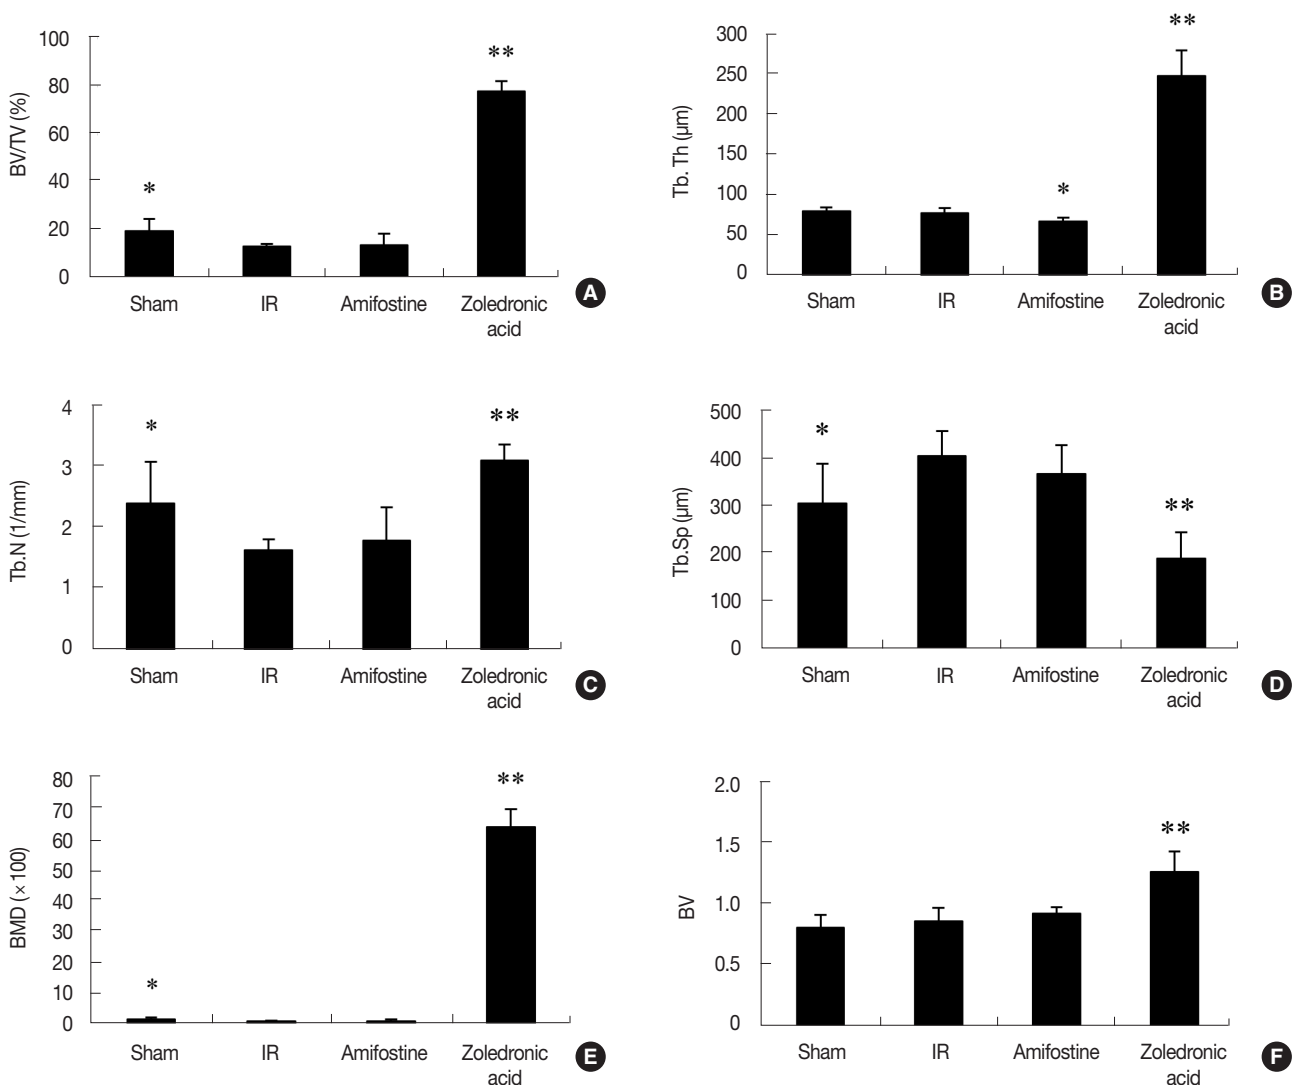 100
80
60
40
20
0
BV/TV (%)
*
**
Sham
IR
Amifostine
Zoledronic
acid
A
300
250
200
150
100
50
0
Tb. Th (μm)
*
**
Sham
IR
Amifostine
Zoledronic
acid
B
4
3
2
1
0
Tb.N (1/mm)
*
**
Sham
IR
Amifostine
Zoledronic
acid
C
500
400
300
200
100
0
Tb.Sp (μm)
*
**
Sham
IR
Amifostine
Zoledronic
acid
D
80
70
60
50
40
30
20
10
0
BMD (×100)
*
**
Sham
IR
Amifostine
Zoledronic
acid
E
2.0
1.5
1.0
0.5
0
BV
**
Sham
IR
Amifostine
Zoledronic
acid
F